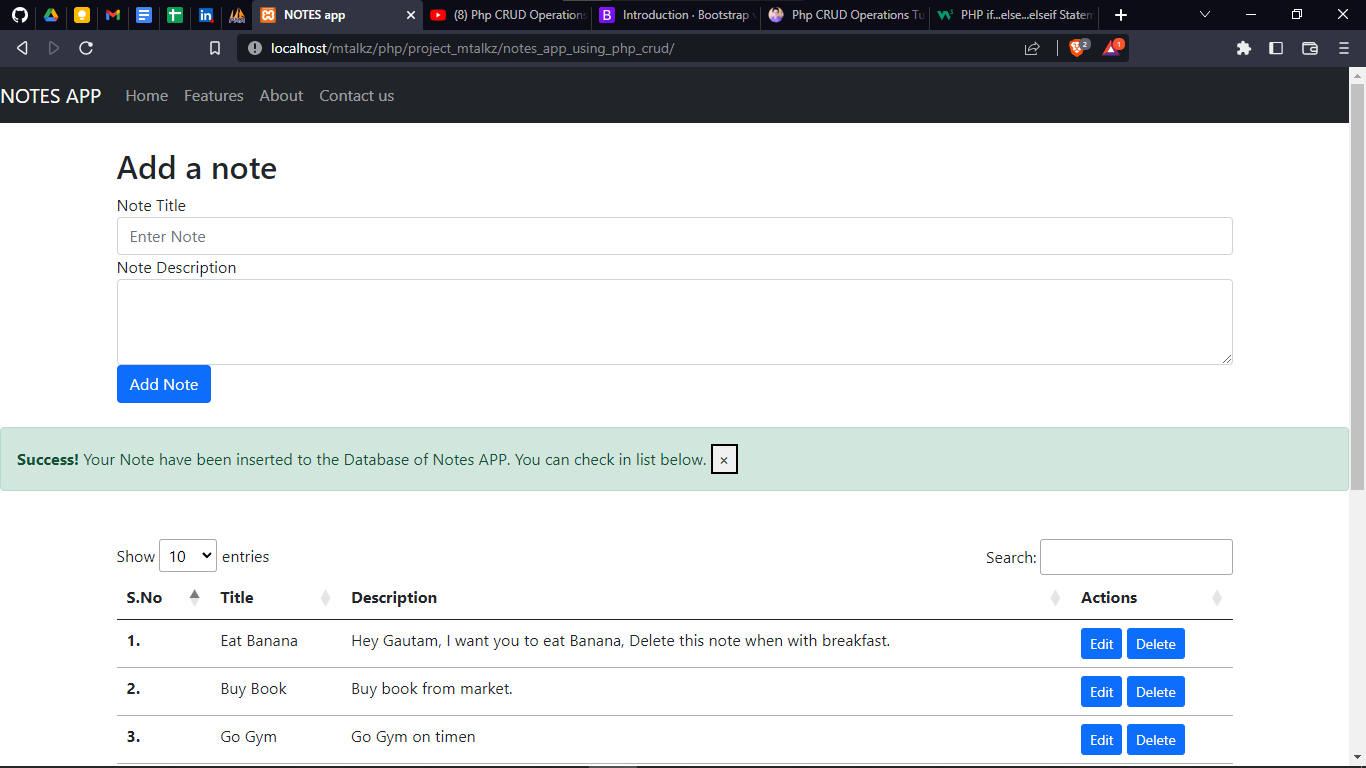 NOTES app
(8) Php CRUD Operations
Introduction · Bootstrap v
Php CRUD Operations Tu
PHP if...else...elseif Statem
localhost/mtalkz/php/project_mtalkz/notes_app_using_php_crud/
2
1
NOTES APP Home Features About Contact us
Add a note
Note Title
Enter Note
Note Description
Add Note
Success! Your Note have been inserted to the Database of Notes APP. You can check in list below. ×
Show 10 entries Search:
S.No Title Description Actions
1. Eat Banana Hey Gautam, I want you to eat Banana, Delete this note when with breakfast. Edit Delete
2. Buy Book Buy book from market. Edit Delete
3. Go Gym Go Gym on timen Edit Delete